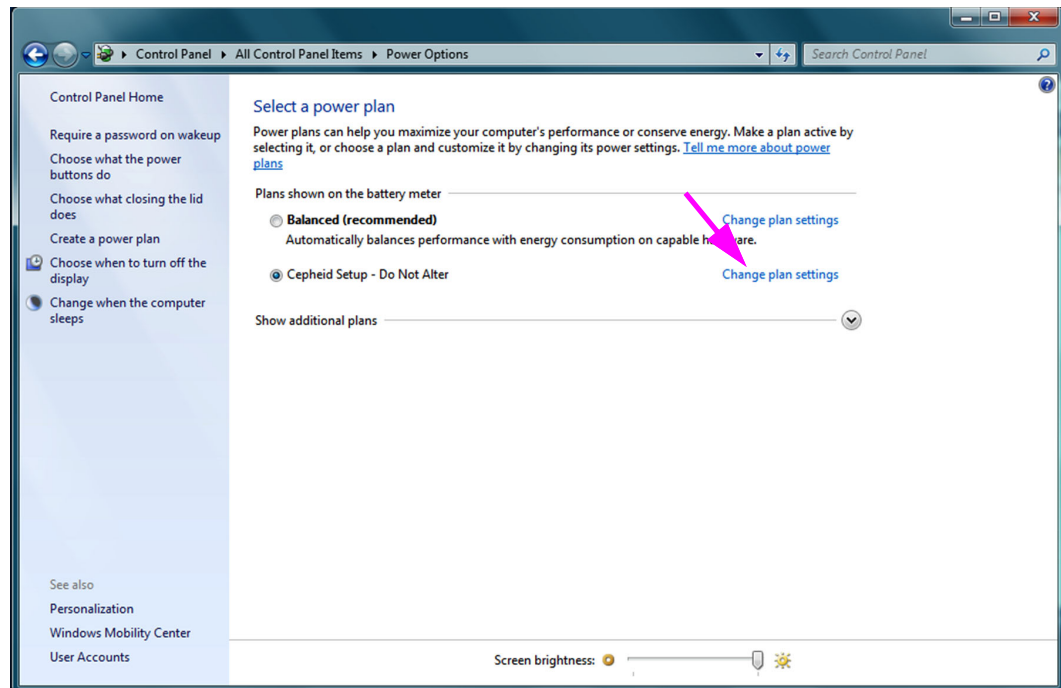 Control Panel ▸ All Control Panel Items ▸ Power Options
Search Control Panel
Control Panel Home
Require a password on wakeup
Choose what the power
buttons do
Choose what closing the lid
does
Create a power plan
Choose when to turn off the
display
Change when the computer
sleeps
See also
Personalization
Windows Mobility Center
User Accounts
Select a power plan
Power plans can help you maximize your computer's performance or conserve energy. Make a plan active by
selecting it, or choose a plan and customize it by changing its power settings. Tell me more about power
plans
Plans shown on the battery meter
Balanced (recommended) Change plan settings
Automatically balances performance with energy consumption on capable h ware.
Cepheid Setup - Do Not Alter Change plan settings
Show additional plans
Screen brightness: